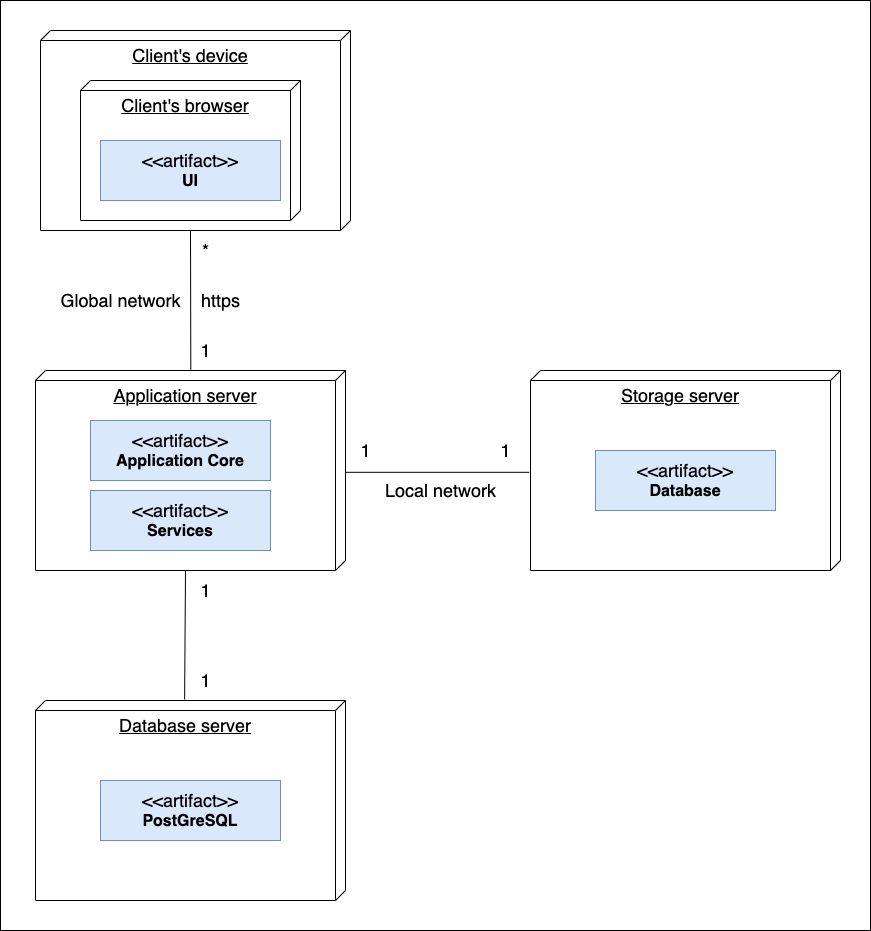 Client's device
Client's browser
<<artifact>>
UI
*
Global network
https
1
Application server
<<artifact>>
Application Core
<<artifact>>
Services
1
1
Local network
Storage server
<<artifact>>
Database
1
1
Database server
<<artifact>>
PostGreSQL